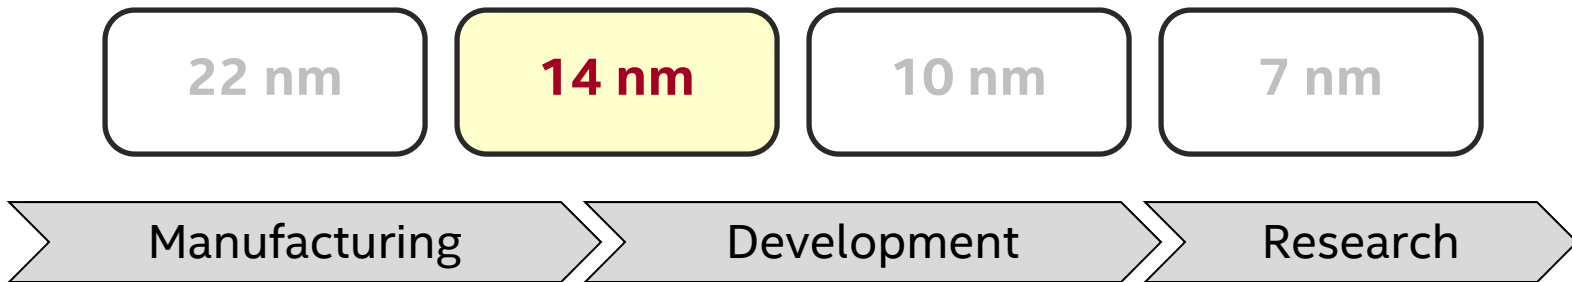 22 nm 14 nm 10 nm 7 nm
Manufacturing Development Research